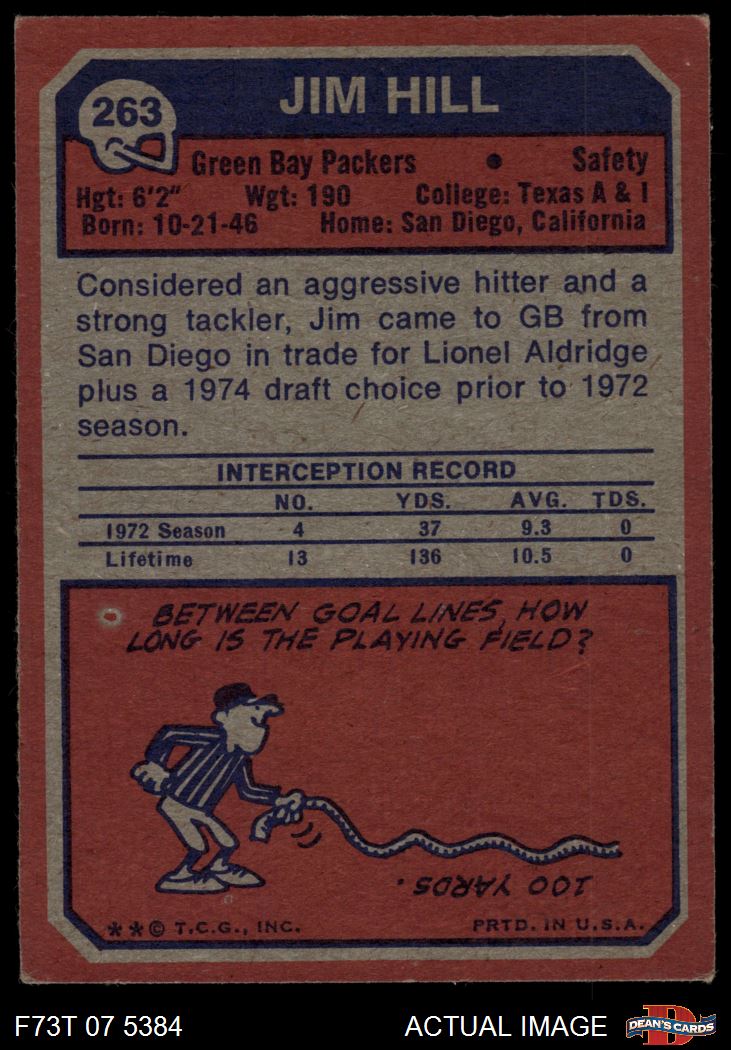 263
JIM HILL
Green Bay Packers • Safety
Hgt: 6'2" Wgt: 190 College: Texas A & I
Born: 10-21-46 Home: San Diego, California
Considered an aggressive hitter and a
strong tackler, Jim came to GB from
San Diego in trade for Lionel Aldridge
plus a 1974 draft choice prior to 1972
season.
INTERCEPTION RECORD
NO. YDS. AVG. TDS.
1972 Season 4 37 9.3 0
Lifetime 13 136 10.5 0
BETWEEN GOAL LINES, HOW
LONG IS THE PLAYING FIELD?
100 YARDS.
**© T.C.G., INC. PRTD. IN U.S.A.
F73T 07 5384 ACTUAL IMAGE D DEAN'S CARDS